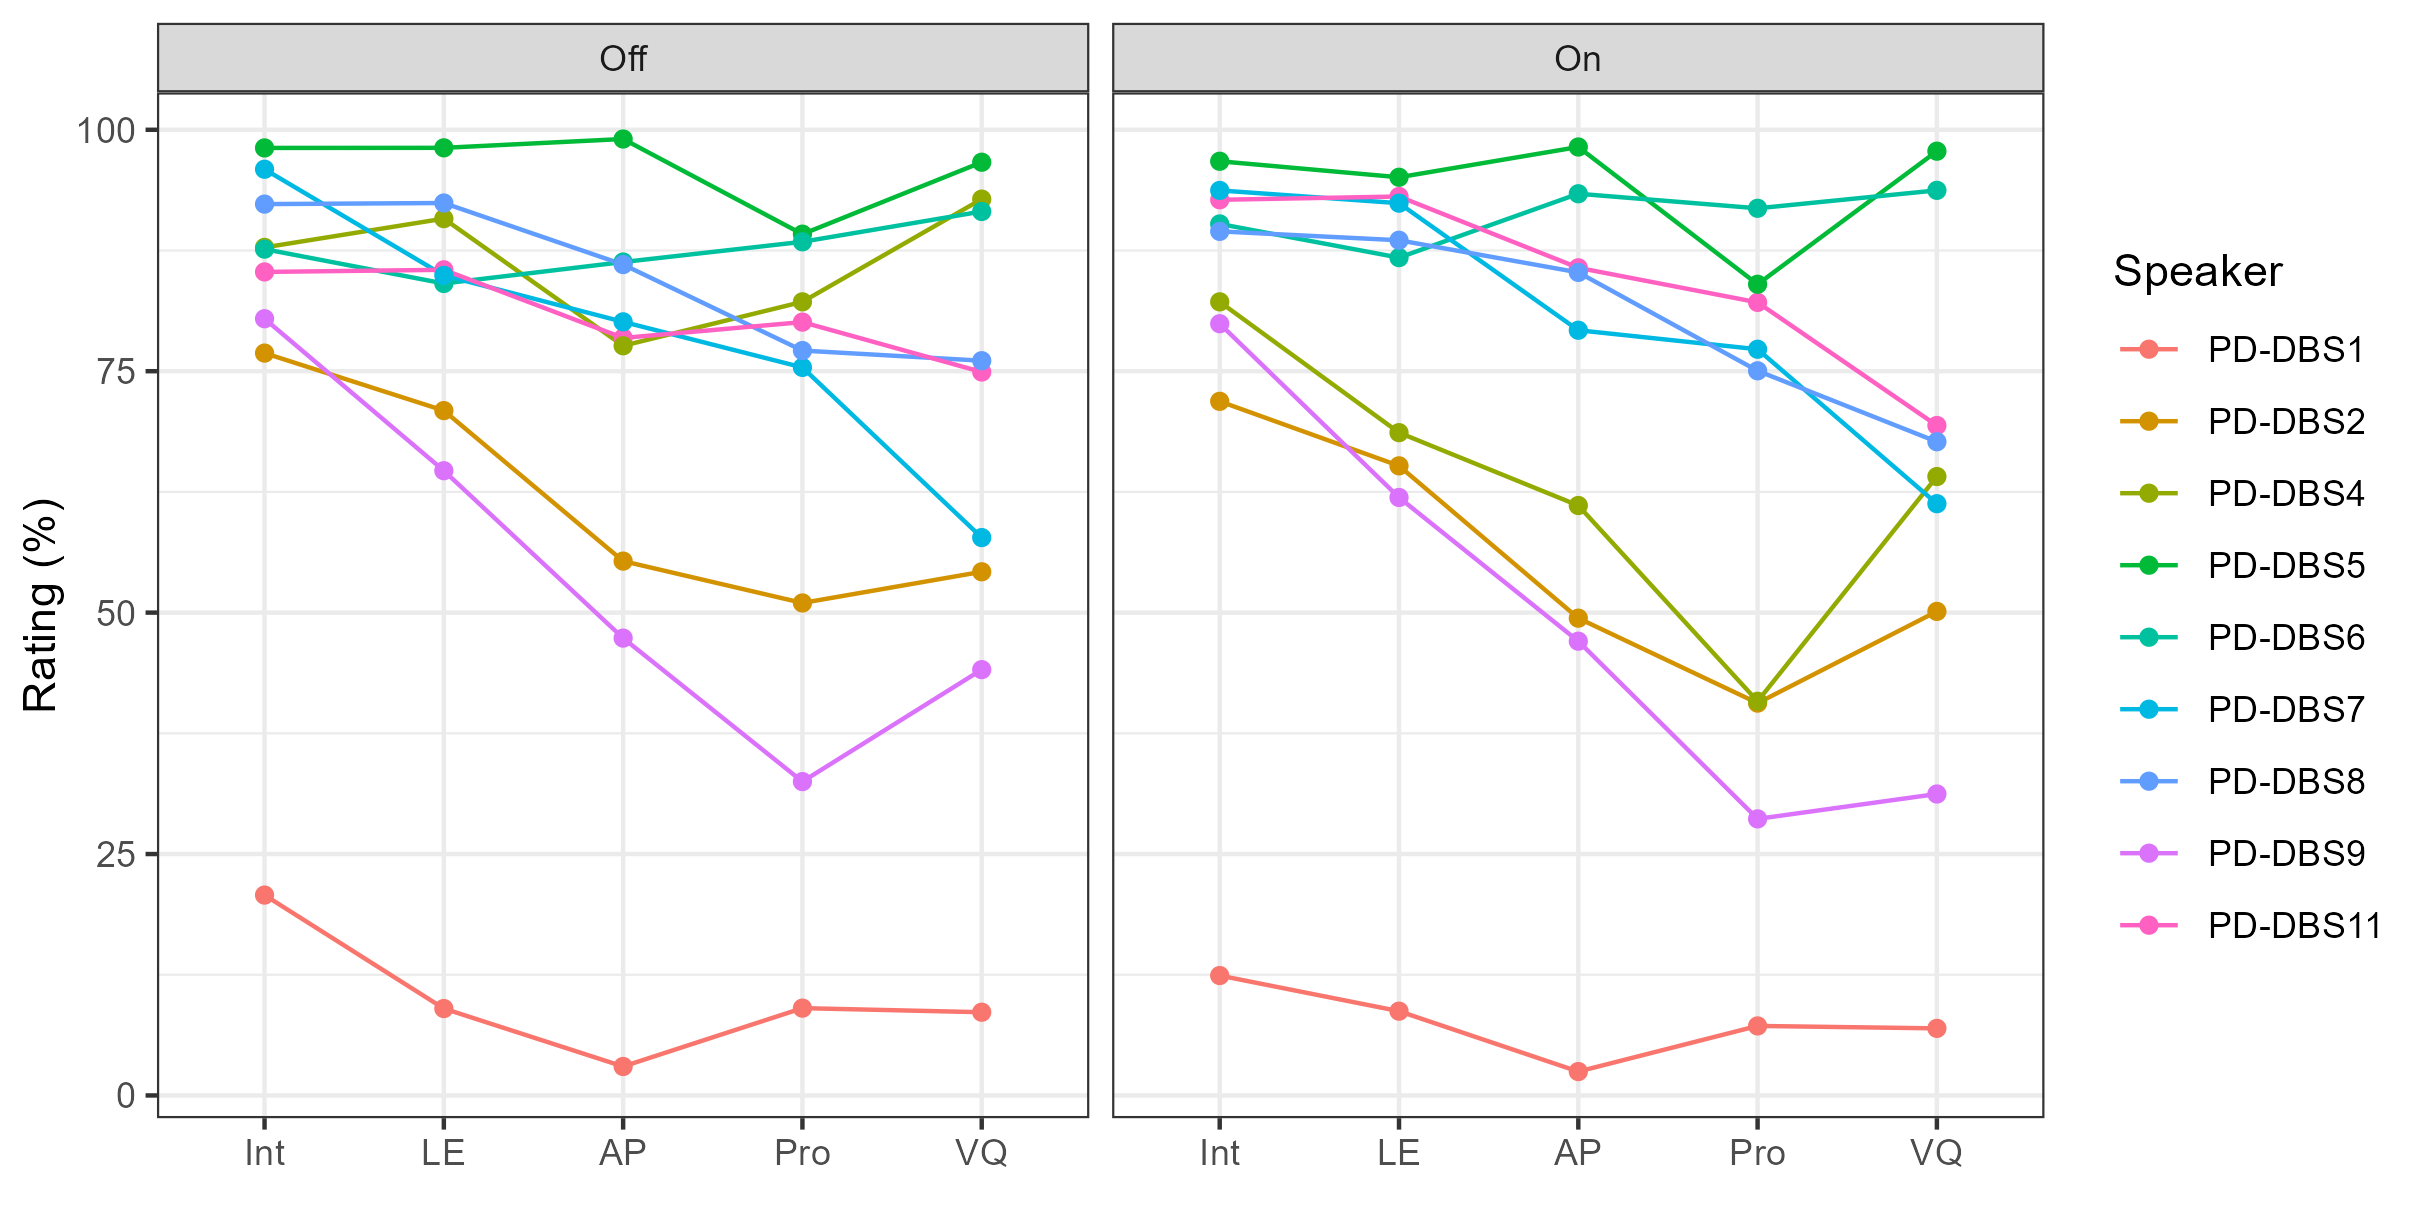 Off
On
Rating (%)
100
75
50
25
0
Int LE AP Pro VQ
Int LE AP Pro VQ
Speaker
PD-DBS1
PD-DBS2
PD-DBS4
PD-DBS5
PD-DBS6
PD-DBS7
PD-DBS8
PD-DBS9
PD-DBS11